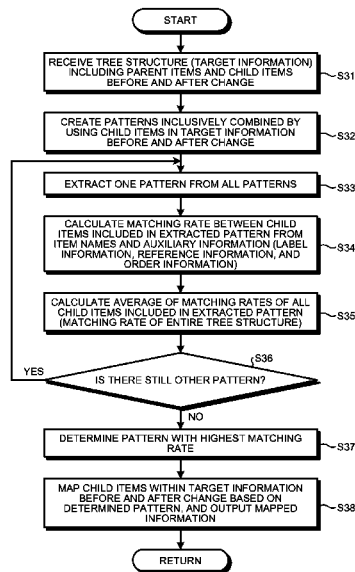 START
RECEIVE TREE STRUCTURE (TARGET INFORMATION)
INCLUDING PARENT ITEMS AND CHILD ITEMS
BEFORE AND AFTER CHANGE
S31
CREATE PATTERNS INCLUSIVELY COMBINED BY
USING CHILD ITEMS IN TARGET INFORMATION
BEFORE AND AFTER CHANGE
S32
EXTRACT ONE PATTERN FROM ALL PATTERNS
S33
CALCULATE MATCHING RATE BETWEEN CHILD
ITEMS INCLUDED IN EXTRACTED PATTERN FROM
ITEM NAMES AND AUXILIARY INFORMATION (LABEL
INFORMATION, REFERENCE INFORMATION, AND
ORDER INFORMATION)
S34
CALCULATE AVERAGE OF MATCHING RATES OF ALL
CHILD ITEMS INCLUDED IN EXTRACTED PATTERN
(MATCHING RATE OF ENTIRE TREE STRUCTURE)
S35
S36
YES
IS THERE STILL OTHER PATTERN?
NO
DETERMINE PATTERN WITH HIGHEST MATCHING
RATE
S37
MAP CHILD ITEMS WITHIN TARGET INFORMATION
BEFORE AND AFTER CHANGE BASED ON
DETERMINED PATTERN, AND OUTPUT MAPPED
INFORMATION
S38
RETURN